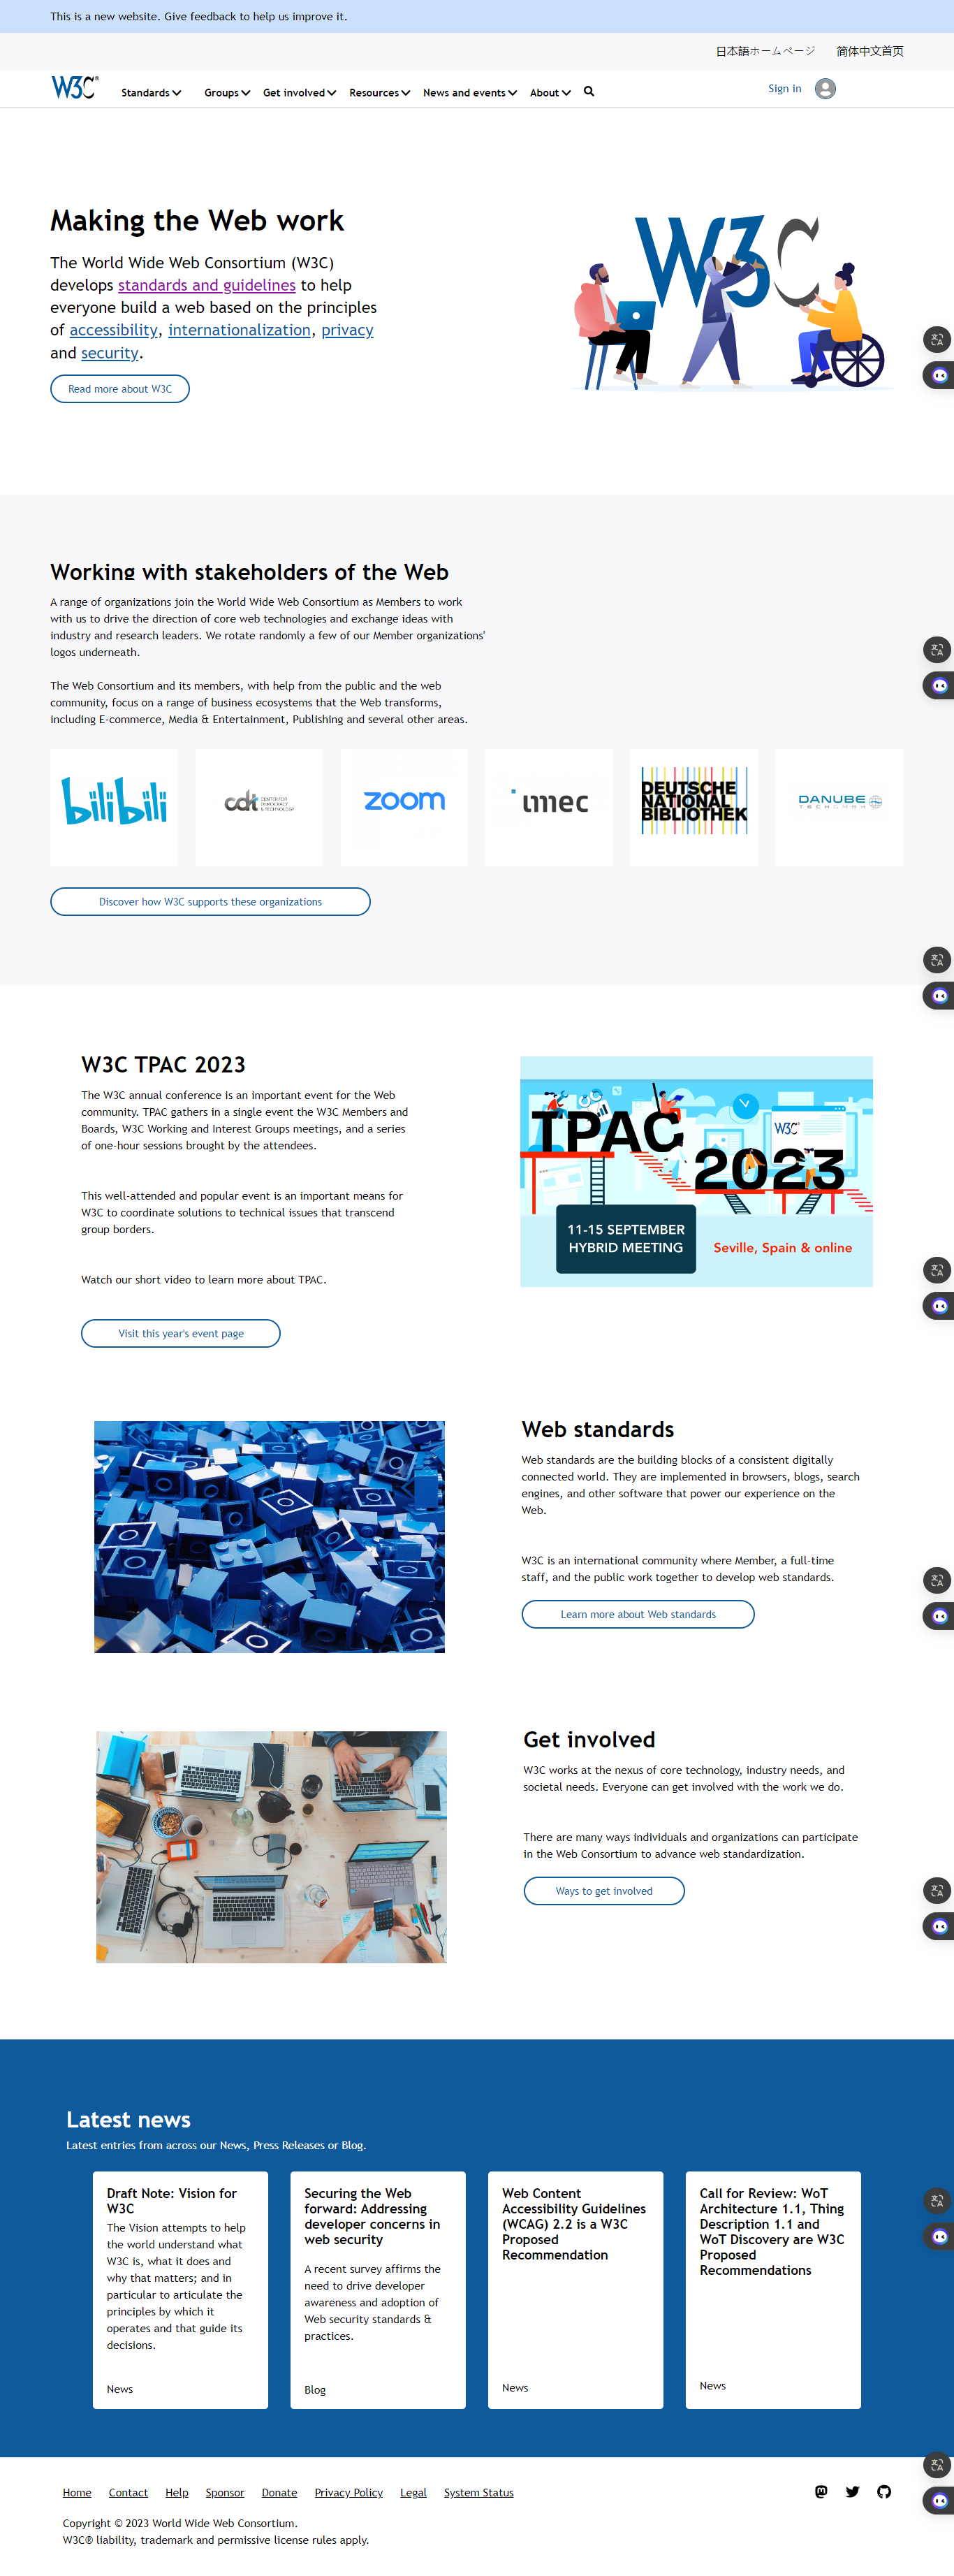 This is a new website. Give feedback to help us improve it.
日本語ホームページ 简体中文首页
W3C® Standards Groups Get involved Resources News and events About Sign in
Making the Web work
The World Wide Web Consortium (W3C)
develops standards and guidelines to help
everyone build a web based on the principles
of accessibility, internationalization, privacy
and security.
Read more about W3C
W3C
Working with stakeholders of the Web
A range of organizations join the World Wide Web Consortium as Members to work
with us to drive the direction of core web technologies and exchange ideas with
industry and research leaders. We rotate randomly a few of our Member organizations'
logos underneath.
The Web Consortium and its members, with help from the public and the web
community, focus on a range of business ecosystems that the Web transforms,
including E-commerce, Media & Entertainment, Publishing and several other areas.
bilibili
cdt CENTER FOR
DEMOCRACY
& TECHNOLOGY
zoom
imec
DEUTSCHE
NATIONAL
BIBLIOTHEK
DANUBE
TECH GMBH
Discover how W3C supports these organizations
W3C TPAC 2023
The W3C annual conference is an important event for the Web
community. TPAC gathers in a single event the W3C Members and
Boards, W3C Working and Interest Groups meetings, and a series
of one-hour sessions brought by the attendees.
This well-attended and popular event is an important means for
W3C to coordinate solutions to technical issues that transcend
group borders.
Watch our short video to learn more about TPAC.
Visit this year's event page
TPAC
W3C
2023
11-15 SEPTEMBER
HYBRID MEETING
Seville, Spain & online
Web standards
Web standards are the building blocks of a consistent digitally
connected world. They are implemented in browsers, blogs, search
engines, and other software that power our experience on the
Web.
W3C is an international community where Member, a full-time
staff, and the public work together to develop web standards.
Learn more about Web standards
Get involved
W3C works at the nexus of core technology, industry needs, and
societal needs. Everyone can get involved with the work we do.
There are many ways individuals and organizations can participate
in the Web Consortium to advance web standardization.
Ways to get involved
Latest news
Latest entries from across our News, Press Releases or Blog.
Draft Note: Vision for
W3C
The Vision attempts to help
the world understand what
W3C is, what it does and
why that matters; and in
particular to articulate the
principles by which it
operates and that guide its
decisions.
News
Securing the Web
forward: Addressing
developer concerns in
web security
A recent survey affirms the
need to drive developer
awareness and adoption of
Web security standards &
practices.
Blog
Web Content
Accessibility Guidelines
(WCAG) 2.2 is a W3C
Proposed
Recommendation
News
Call for Review: WoT
Architecture 1.1, Thing
Description 1.1 and
WoT Discovery are W3C
Proposed
Recommendations
News
Home Contact Help Sponsor Donate Privacy Policy Legal System Status
Copyright © 2023 World Wide Web Consortium.
W3C® liability, trademark and permissive license rules apply.